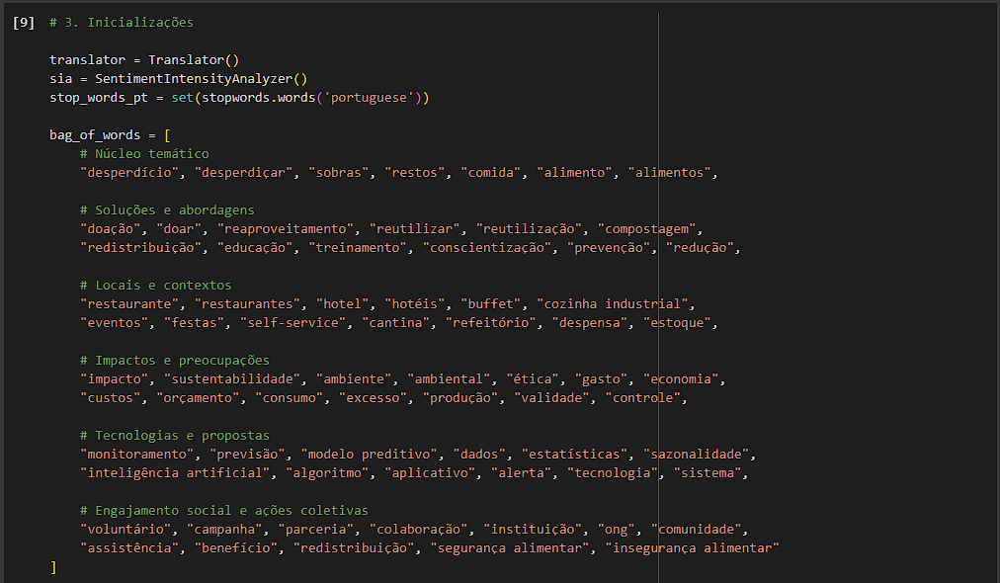 [9] # 3. Inicializações
translator = Translator()
sia = SentimentIntensityAnalyzer()
stop_words_pt = set(stopwords.words('portuguese'))
bag_of_words = [
# Núcleo temático
"desperdício", "desperdiçar", "sobras", "restos", "comida", "alimento", "alimentos",
# Soluções e abordagens
"doação", "doar", "reaproveitamento", "reutilizar", "reutilização", "compostagem",
"redistribuição", "educação", "treinamento", "conscientização", "prevenção", "redução",
# Locais e contextos
"restaurante", "restaurantes", "hotel", "hotéis", "buffet", "cozinha industrial",
"eventos", "festas", "self-service", "cantina", "refeitório", "despensa", "estoque",
# Impactos e preocupações
"impacto", "sustentabilidade", "ambiente", "ambiental", "ética", "gasto", "economia",
"custos", "orçamento", "consumo", "excesso", "produção", "validade", "controle",
# Tecnologias e propostas
"monitoramento", "previsão", "modelo preditivo", "dados", "estatísticas", "sazonalidade",
"inteligência artificial", "algoritmo", "aplicativo", "alerta", "tecnologia", "sistema",
# Engajamento social e ações coletivas
"voluntário", "campanha", "parceria", "colaboração", "instituição", "ong", "comunidade",
"assistência", "benefício", "redistribuição", "segurança alimentar", "insegurança alimentar"
]